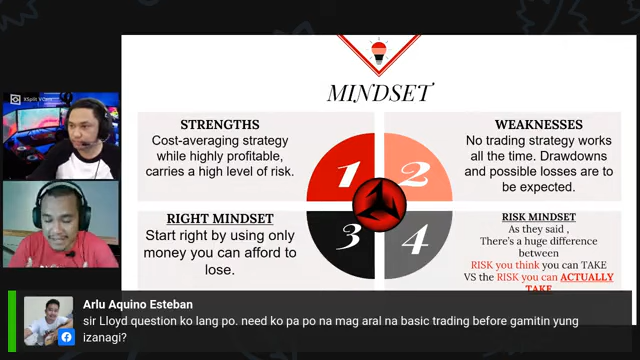 XSplit VCam
MINDSET
STRENGTHS
Cost-averaging strategy
while highly profitable,
carries a high level of risk.
WEAKNESSES
No trading strategy works
all the time. Drawdowns
and possible losses are to
be expected.
1
2
3
4
RIGHT MINDSET
Start right by using only
money you can afford to
lose.
RISK MINDSET
As they said ,
There's a huge difference
between
RISK you think you can TAKE
VS the RISK you can ACTUALLY
TAKE
Arlu Aquino Esteban
sir Lloyd question ko lang po. need ko pa po na mag aral na basic trading before gamitin yung
izanagi?